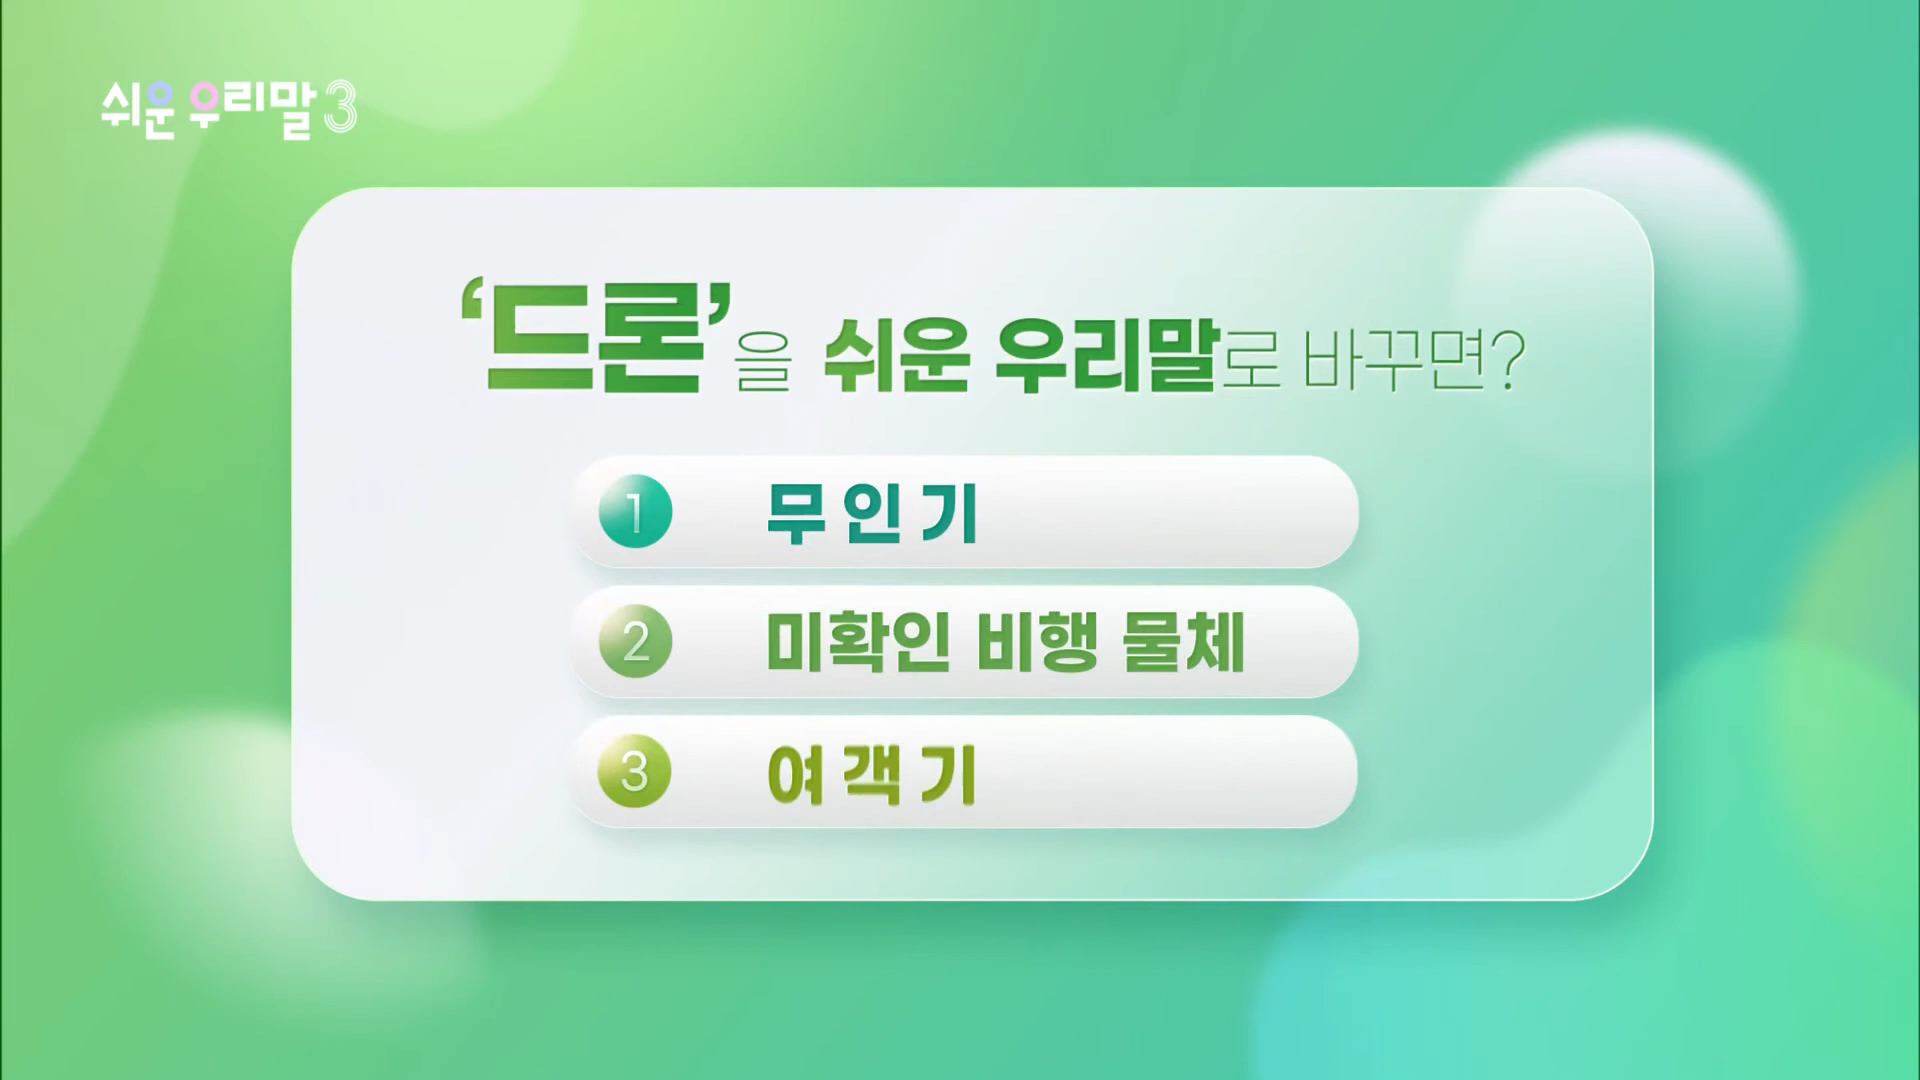 쉬운 우리말 3
‘드론’을 쉬운 우리말로 바꾸면?
1 무인기
2 미확인 비행 물체
3 여객기